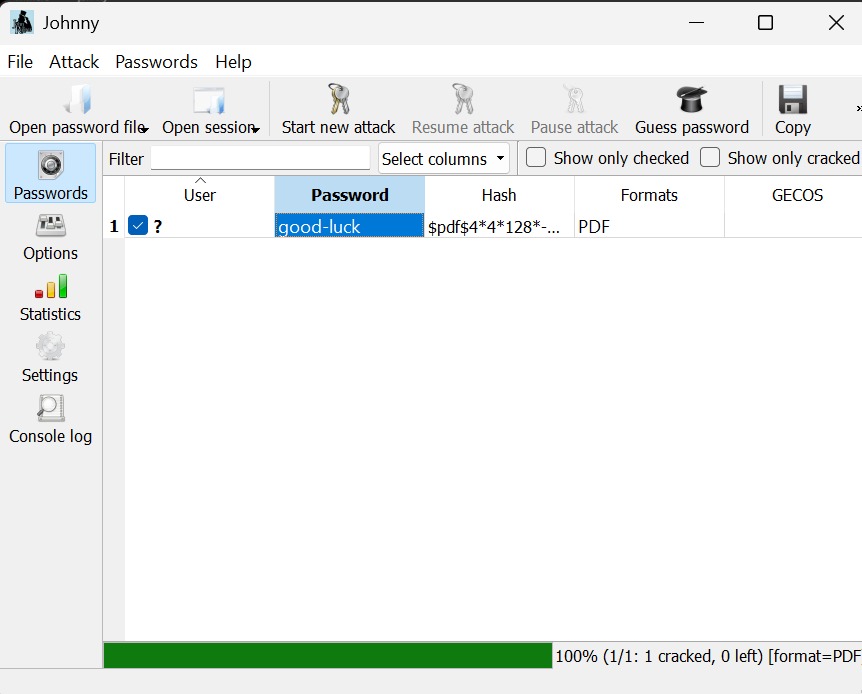 Johnny
File Attack Passwords Help
Open password file Open session Start new attack Resume attack Pause attack Guess password Copy »
Passwords Filter Select columns Show only checked Show only cracked
User Password Hash Formats GECOS
1 ? good-luck $pdf$4*4*128*-... PDF
Options
Statistics
Settings
Console log
100% (1/1: 1 cracked, 0 left) [format=PDF